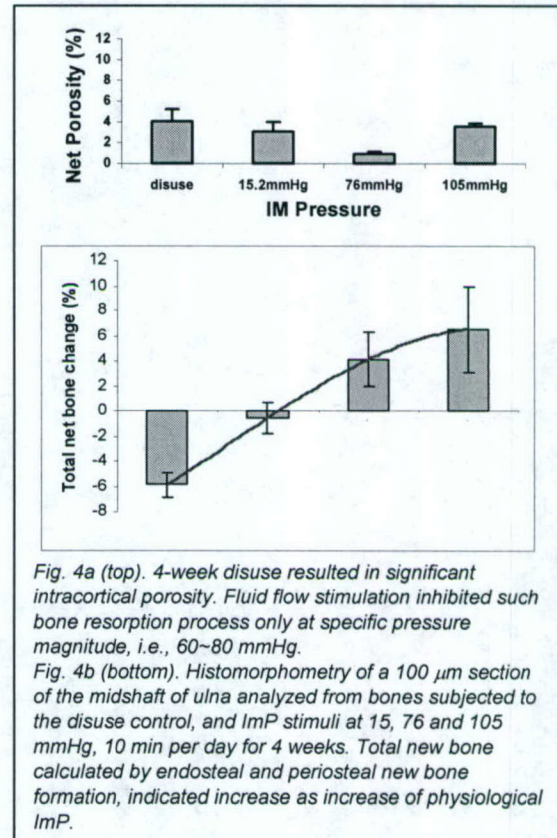 12
10
8
6
4
2
0
Net Porosity (%)
disuse 15.2mmHg 76mmHg 105mmHg
IM Pressure
12
10
8
6
4
2
0
-2
-4
-6
-8
Total net bone change (%)
Fig. 4a (top). 4-week disuse resulted in significant
intracortical porosity. Fluid flow stimulation inhibited such
bone resorption process only at specific pressure
magnitude, i.e., 60~80 mmHg.
Fig. 4b (bottom). Histomorphometry of a 100 μm section
of the midshaft of ulna analyzed from bones subjected to
the disuse control, and ImP stimuli at 15, 76 and 105
mmHg, 10 min per day for 4 weeks. Total new bone
calculated by endosteal and periosteal new bone
formation, indicated increase as increase of physiological
ImP.